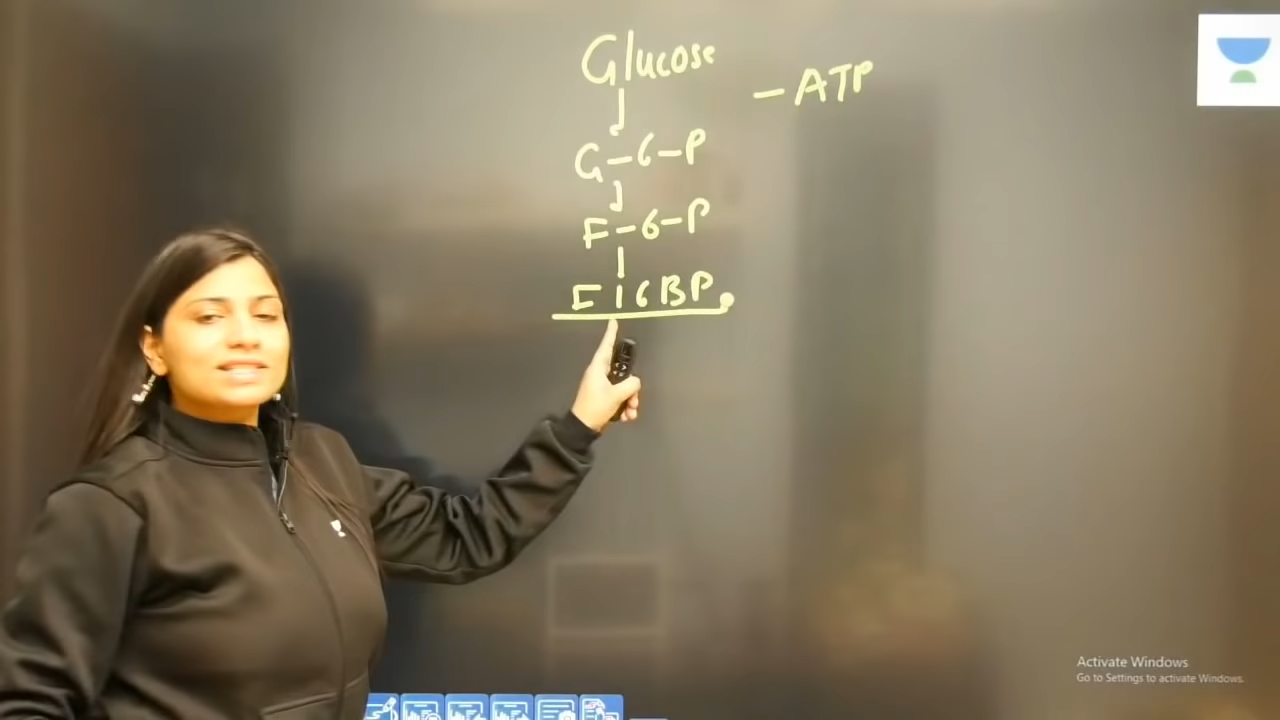 Glucose
- ATP
G-6-P
F-6-P
F16BP
Activate Windows
Go to Settings to activate Windows.